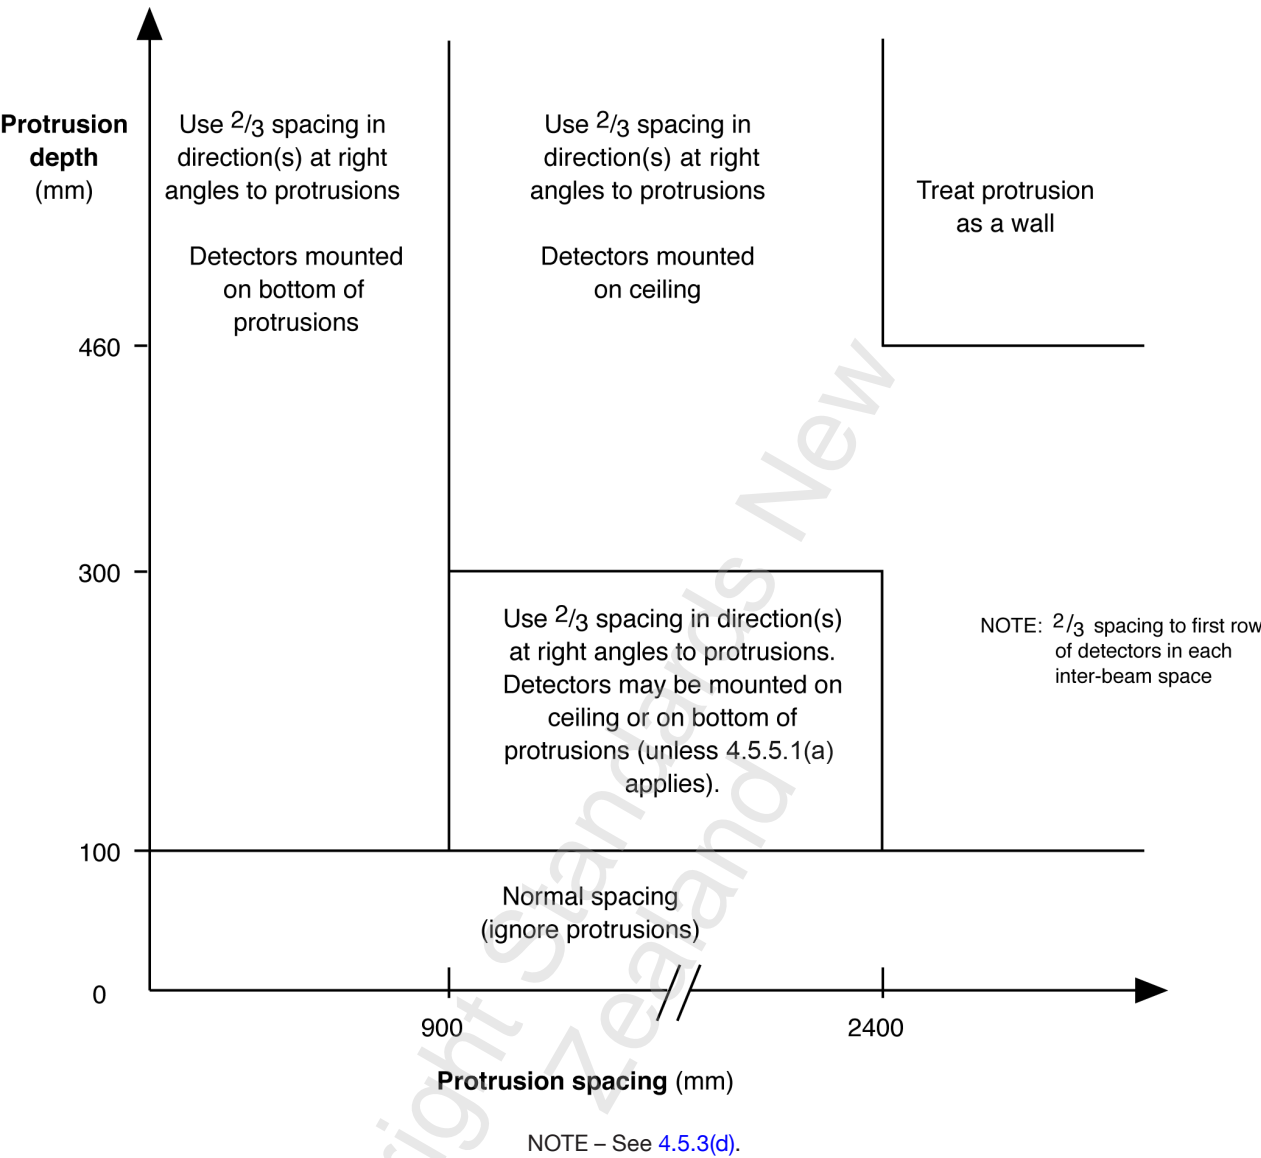 Protrusion
depth
(mm)
Use 2/3 spacing in
direction(s) at right
angles to protrusions
Detectors mounted
on bottom of
protrusions
Use 2/3 spacing in
direction(s) at right
angles to protrusions
Detectors mounted
on ceiling
Treat protrusion
as a wall
460
300
Use 2/3 spacing in direction(s)
at right angles to protrusions.
Detectors may be mounted on
ceiling or on bottom of
protrusions (unless 4.5.5.1(a)
applies).
NOTE: 2/3 spacing to first row
of detectors in each
inter-beam space
100
Normal spacing
(ignore protrusions)
0
900
2400
Protrusion spacing (mm)
NOTE – See 4.5.3(d).
Standards New
Zealand